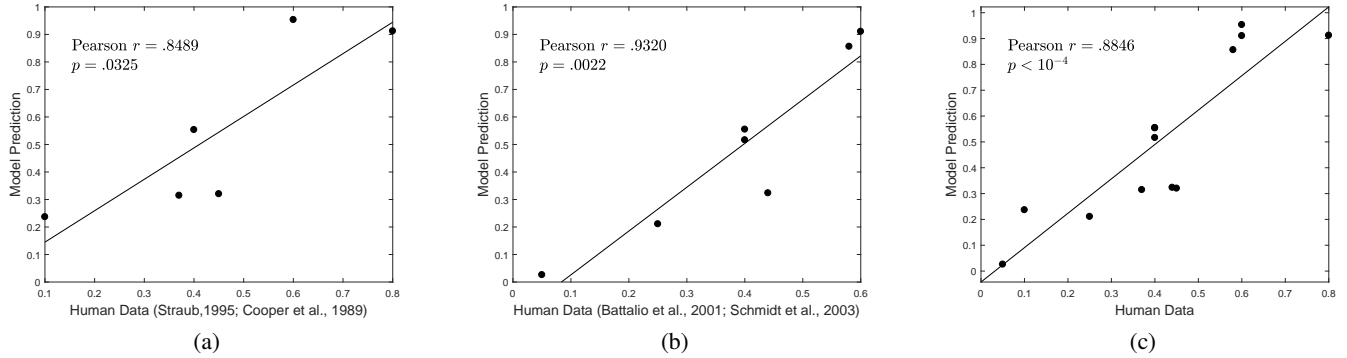 Pearson r = .8489
p = .0325
Model Prediction
1
0.9
0.8
0.7
0.6
0.5
0.4
0.3
0.2
0.1
0
0.1 0.2 0.3 0.4 0.5 0.6 0.7 0.8
Human Data (Straub,1995; Cooper et al., 1989)
(a)
Pearson r = .9320
p = .0022
Model Prediction
1
0.9
0.8
0.7
0.6
0.5
0.4
0.3
0.2
0.1
0
0 0.1 0.2 0.3 0.4 0.5 0.6
Human Data (Battalio et al., 2001; Schmidt et al., 2003)
(b)
Pearson r = .8846
p < 10⁻⁴
Model Prediction
1
0.9
0.8
0.7
0.6
0.5
0.4
0.3
0.2
0.1
0
0 0.1 0.2 0.3 0.4 0.5 0.6 0.7 0.8
Human Data
(c)